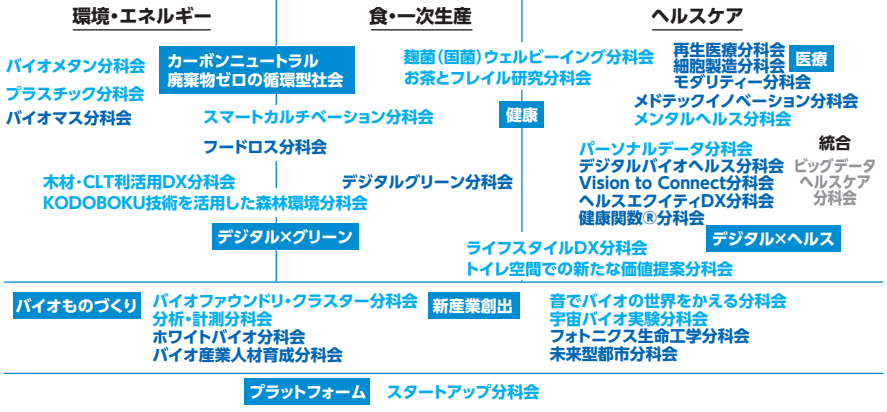 環境・エネルギー
食・一次生産
ヘルスケア
バイオメタン分科会
プラスチック分科会
バイオマス分科会
カーボンニュートラル
廃棄物ゼロの循環型社会
スマートカルチベーション分科会
フードロス分科会
麹菌(国菌)ウェルビーイング分科会
お茶とフレイル研究分科会
健康
再生医療分科会
細胞製造分科会
医療
モダリティー分科会
メドテックイノベーション分科会
メンタルヘルス分科会
パーソナルデータ分科会
デジタルバイオヘルス分科会
Vision to Connect分科会
ヘルスエクイティDX分科会
健康関数®分科会
統合
ビッグデータ
ヘルスケア
分科会
木材・CLT利活用DX分科会
KODOBOKU技術を活用した森林環境分科会
デジタルグリーン分科会
デジタル×グリーン
デジタル×ヘルス
ライフスタイルDX分科会
トイレ空間での新たな価値提案分科会
バイオものづくり
バイオファウンドリ・クラスター分科会
分析・計測分科会
ホワイトバイオ分科会
バイオ産業人材育成分科会
新産業創出
音でバイオの世界をかえる分科会
宇宙バイオ実験分科会
フォトニクス生命工学分科会
未来型都市分科会
プラットフォーム
スタートアップ分科会